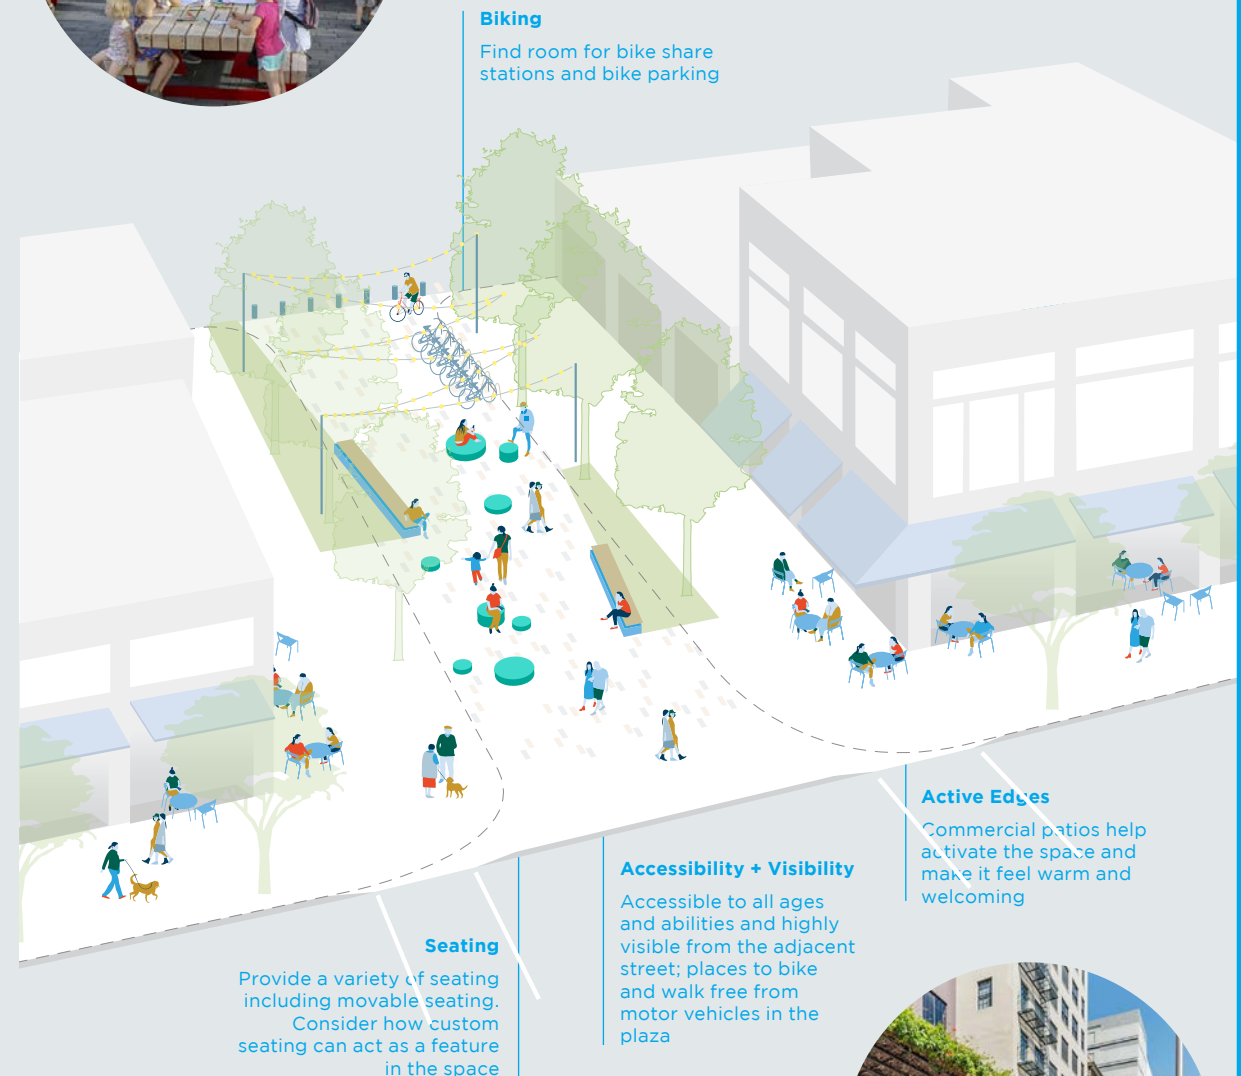 Biking
Find room for bike share
stations and bike parking
Active Edges
Commercial patios help
activate the space and
make it feel warm and
welcoming
Accessibility + Visibility
Accessible to all ages
and abilities and highly
visible from the adjacent
street; places to bike
and walk free from
motor vehicles in the
plaza
Seating
Provide a variety of seating
including movable seating.
Consider how custom
seating can act as a feature
in the space